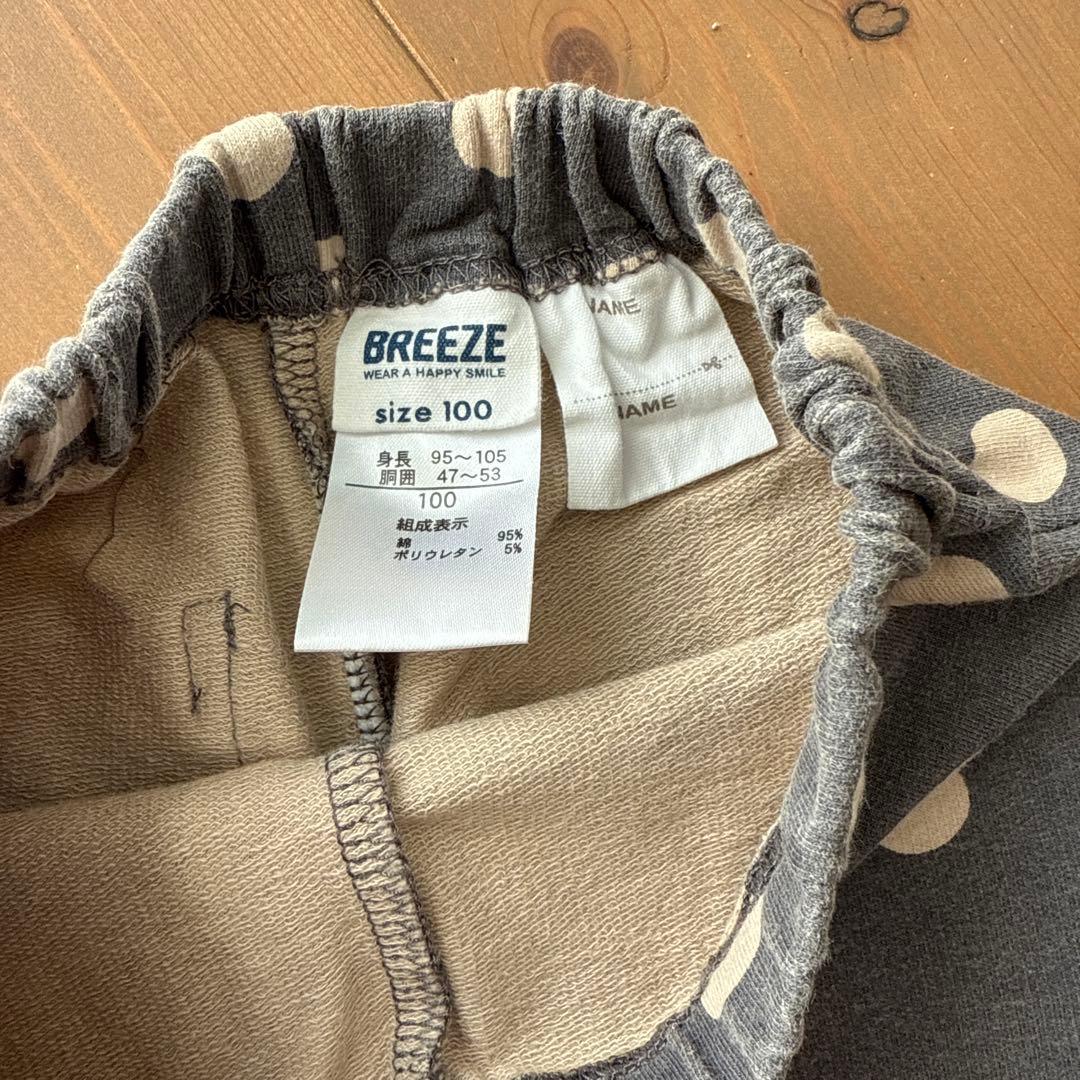 BREEZE
WEAR A HAPPY SMILE
size 100
身長 95〜105
胴囲 47〜53
100
組成表示
綿 95%
ポリウレタン 5%
NAME
NAME